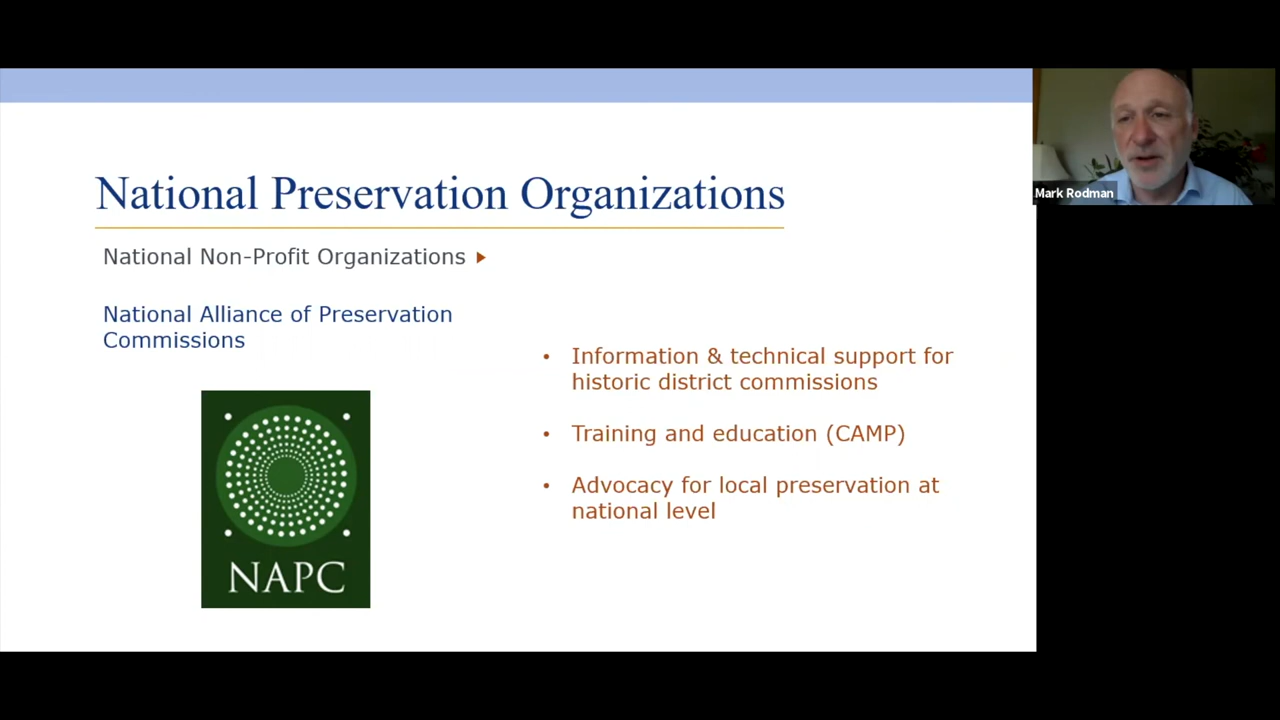 National Preservation Organizations
National Non-Profit Organizations
National Alliance of Preservation
Commissions
NAPC
• Information & technical support for
historic district commissions
• Training and education (CAMP)
• Advocacy for local preservation at
national level
Mark Rodman